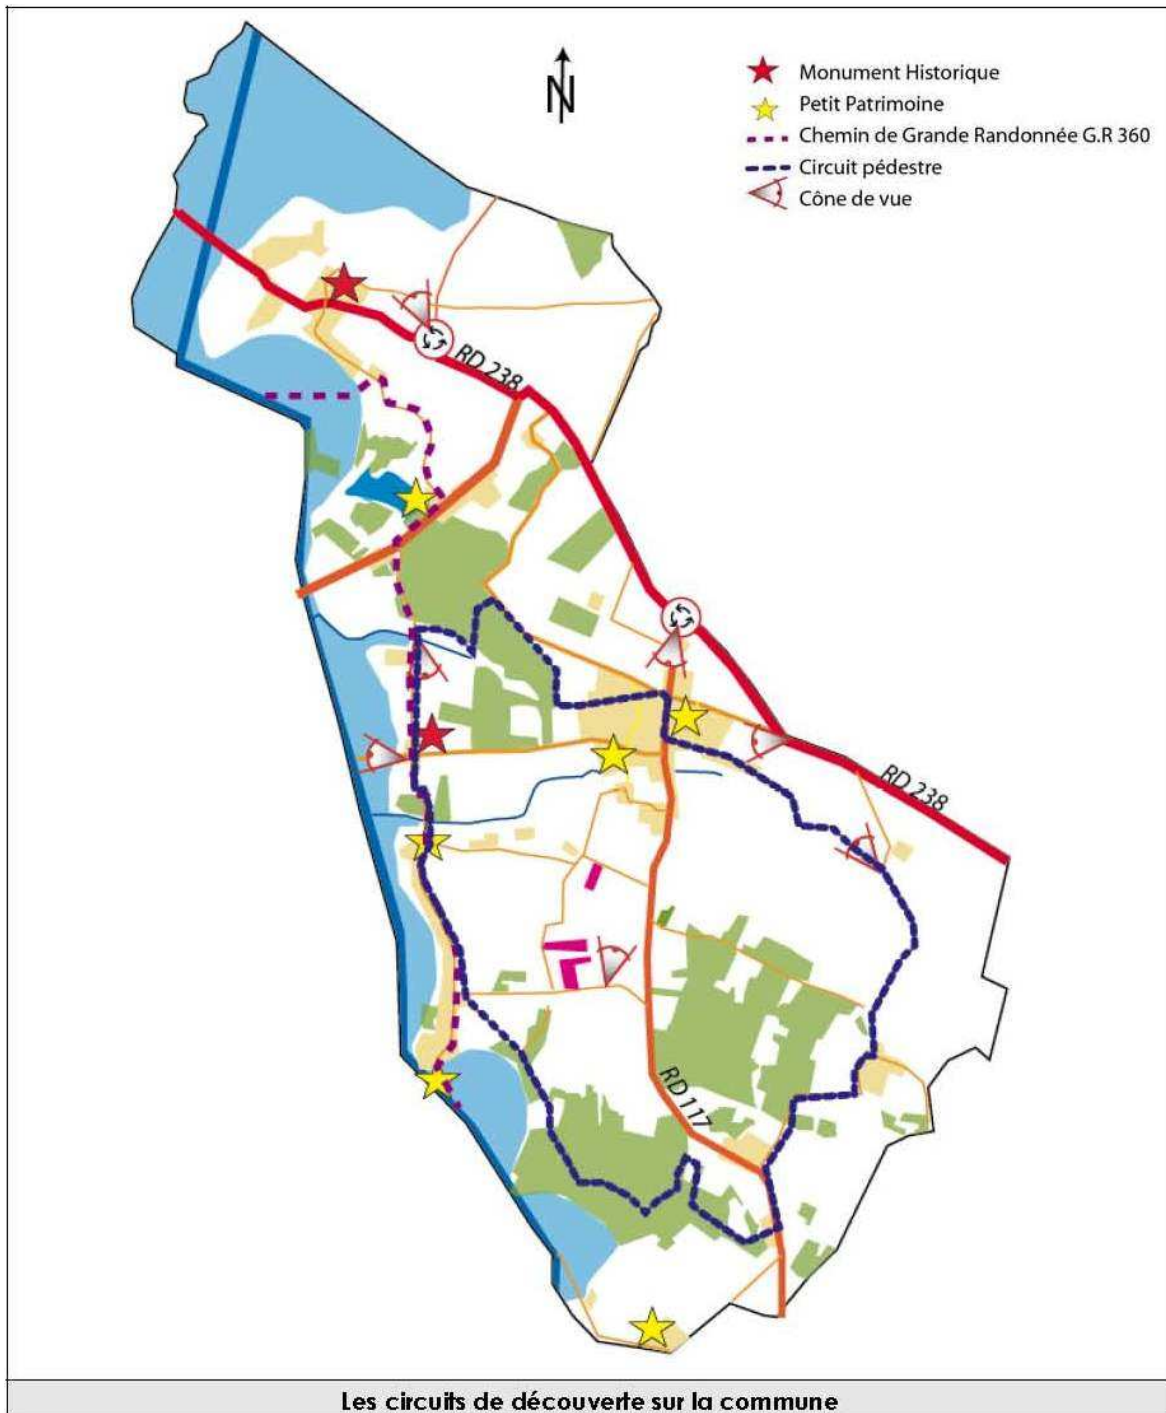 N
Monument Historique
Petit Patrimoine
Chemin de Grande Randonnée G.R 360
Circuit pédestre
Cône de vue
RD 238
RD 238
RD 117
Les circuits de découverte sur la commune